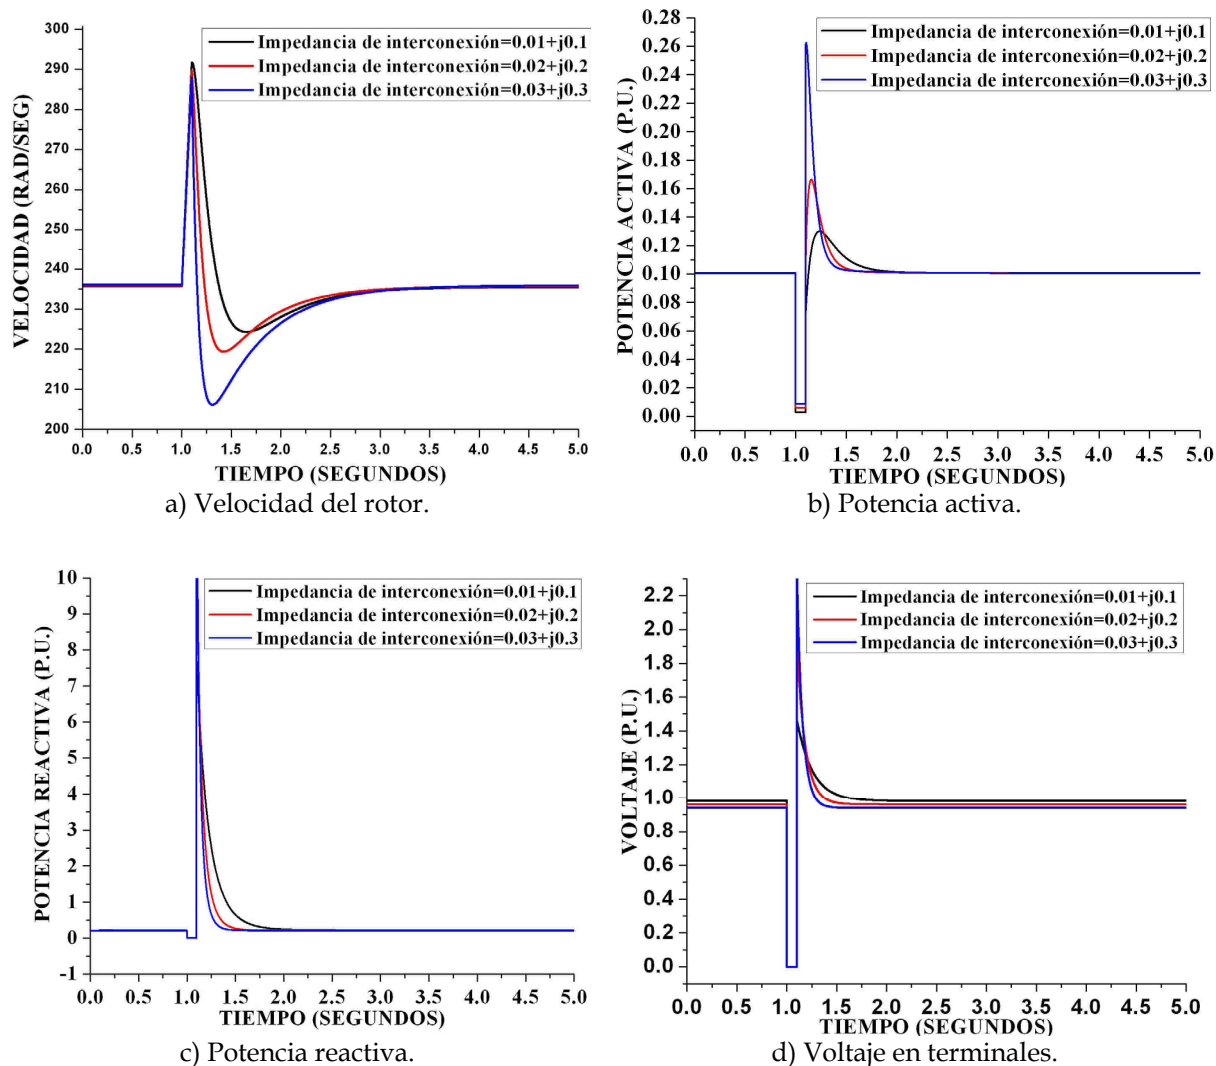 300
290
280
270
260
250
240
230
220
210
200
VELOCIDAD (RAD/SEG)
Impedancia de interconexión=0.01+j0.1
Impedancia de interconexión=0.02+j0.2
Impedancia de interconexión=0.03+j0.3
0.0 0.5 1.0 1.5 2.0 2.5 3.0 3.5 4.0 4.5 5.0
TIEMPO (SEGUNDOS)
a) Velocidad del rotor.
0.28
0.26
0.24
0.22
0.20
0.18
0.16
0.14
0.12
0.10
0.08
0.06
0.04
0.02
0.00
POTENCIA ACTIVA (P.U.)
Impedancia de interconexión=0.01+j0.1
Impedancia de interconexión=0.02+j0.2
Impedancia de interconexión=0.03+j0.3
0.0 0.5 1.0 1.5 2.0 2.5 3.0 3.5 4.0 4.5 5.0
TIEMPO (SEGUNDOS)
b) Potencia activa.
10
9
8
7
6
5
4
3
2
1
0
-1
POTENCIA REACTIVA (P.U.)
Impedancia de interconexión=0.01+j0.1
Impedancia de interconexión=0.02+j0.2
Impedancia de interconexión=0.03+j0.3
0.0 0.5 1.0 1.5 2.0 2.5 3.0 3.5 4.0 4.5 5.0
TIEMPO (SEGUNDOS)
c) Potencia reactiva.
2.2
2.0
1.8
1.6
1.4
1.2
1.0
0.8
0.6
0.4
0.2
0.0
VOLTAJE (P.U.)
Impedancia de interconexión=0.01+j0.1
Impedancia de interconexión=0.02+j0.2
Impedancia de interconexión=0.03+j0.3
0.0 0.5 1.0 1.5 2.0 2.5 3.0 3.5 4.0 4.5 5.0
TIEMPO (SEGUNDOS)
d) Voltaje en terminales.